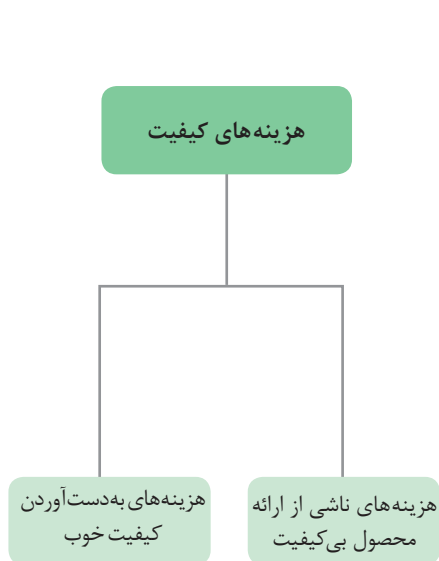 هزینه‌های کیفیت
هزینه‌های ناشی از ارائه
محصول بی‌کیفیت
هزینه‌های به‌دست‌آوردن
کیفیت خوب